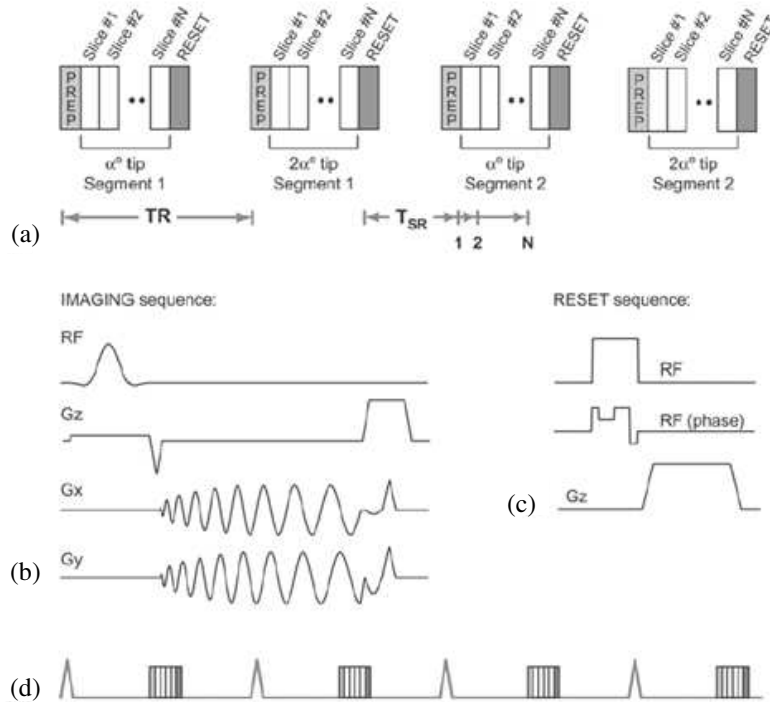 Slice #1 Slice #2 Slice #N RESET Slice #1 Slice #2 Slice #N RESET Slice #1 Slice #2 Slice #N RESET Slice #1 Slice #2 Slice #N RESET
PREP PREP PREP PREP
α° tip 2α° tip α° tip 2α° tip
Segment 1 Segment 1 Segment 2 Segment 2
(a) TR T_SR
1 2 N
IMAGING sequence: RESET sequence:
RF
RF
Gz
RF (phase)
Gx
(c) Gz
Gy
(b)
(d)